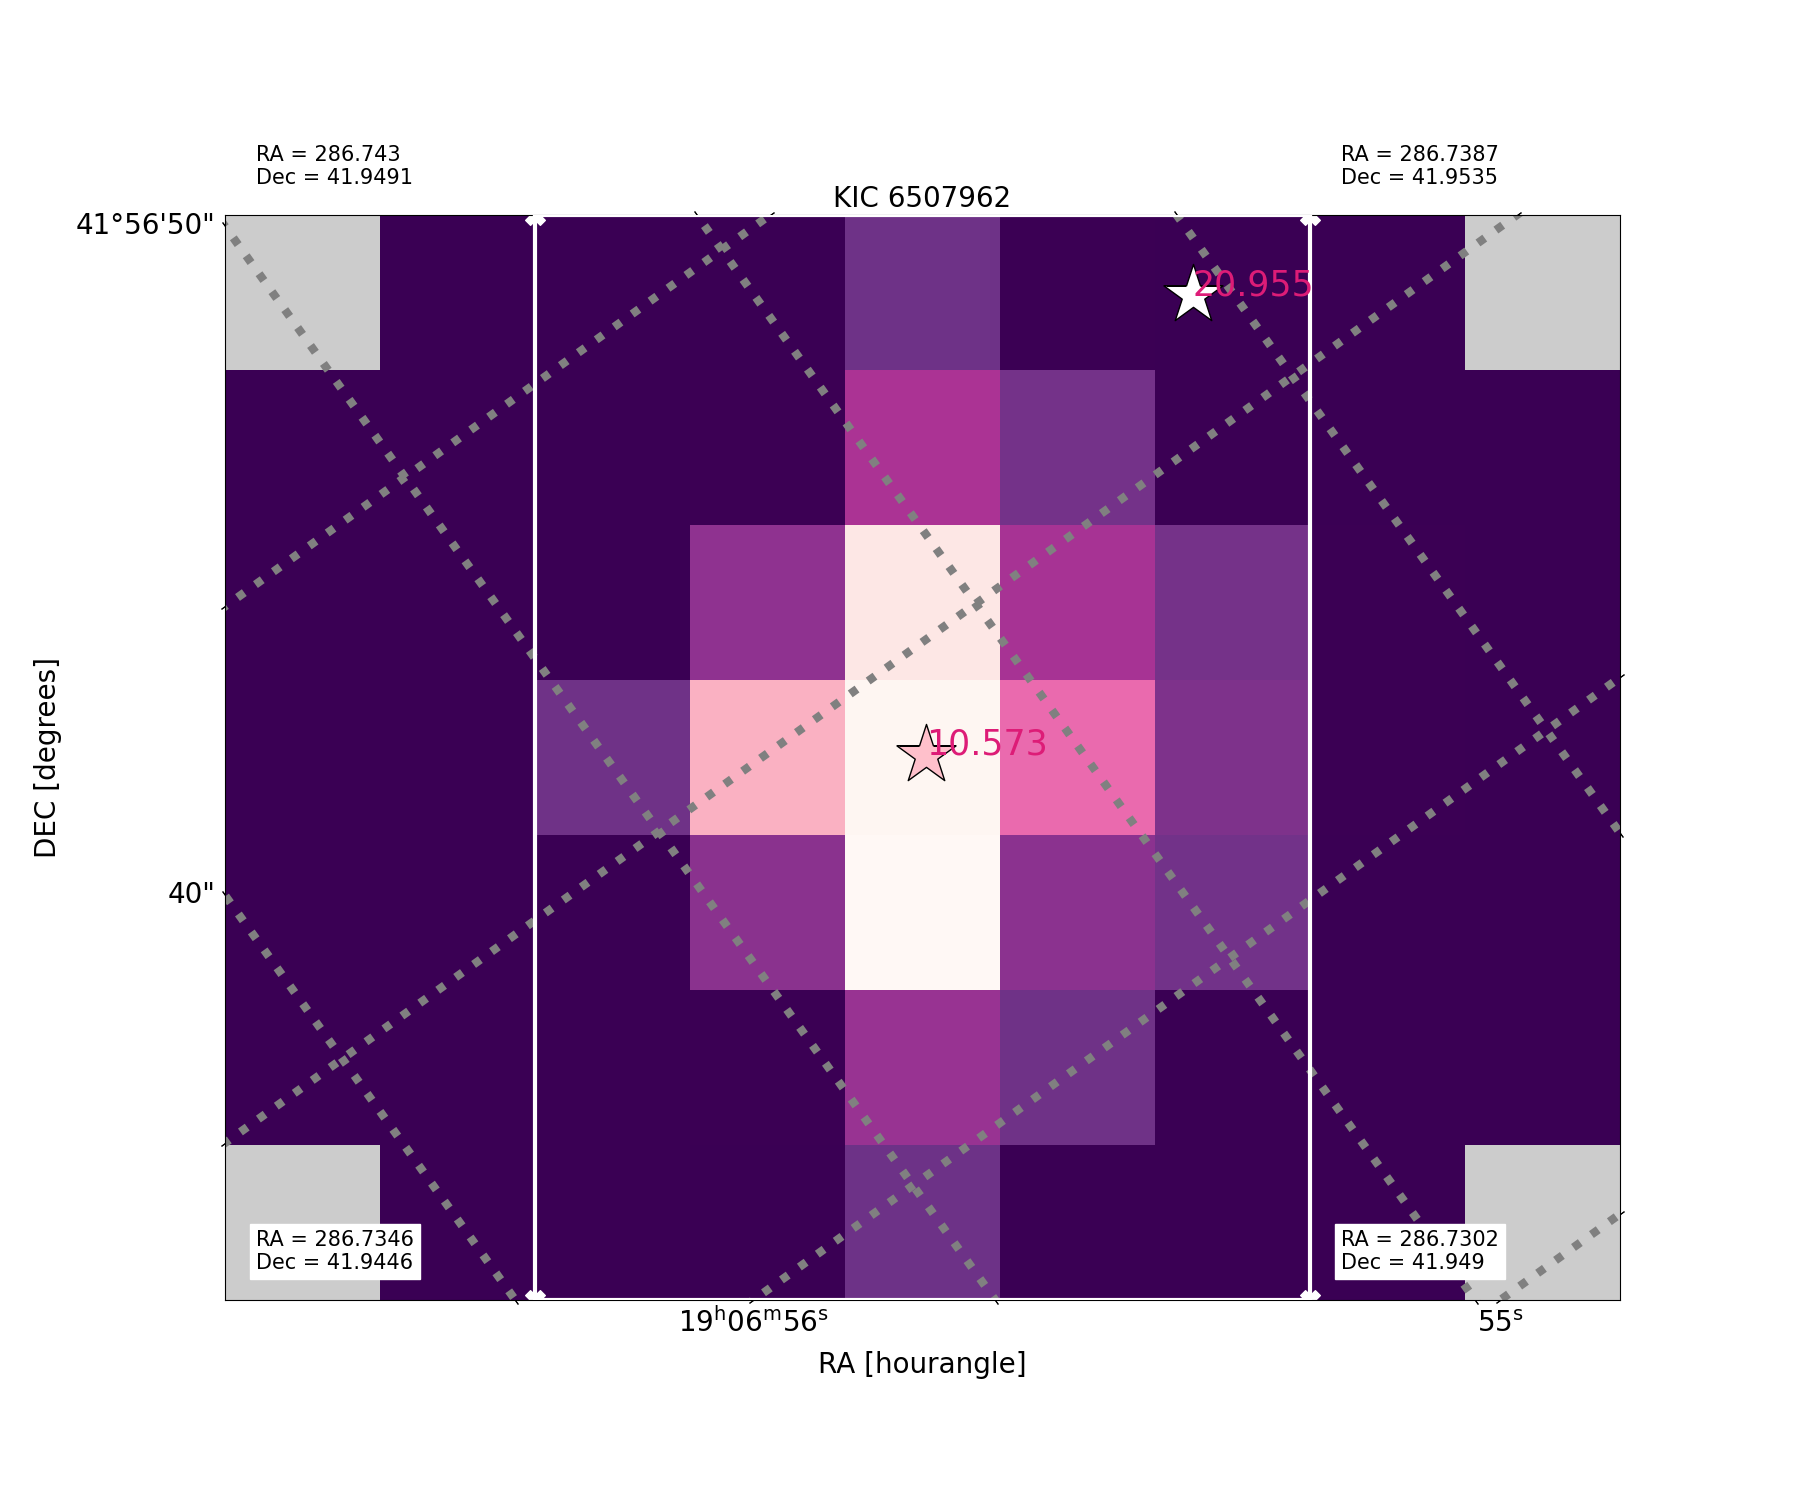 RA = 286.743
Dec = 41.9491
RA = 286.7387
Dec = 41.9535
KIC 6507962
41°56'50"
20.955
10.573
DEC [degrees]
40"
RA = 286.7346
Dec = 41.9446
RA = 286.7302
Dec = 41.949
19ʰ06ᵐ56ˢ
55ˢ
RA [hourangle]